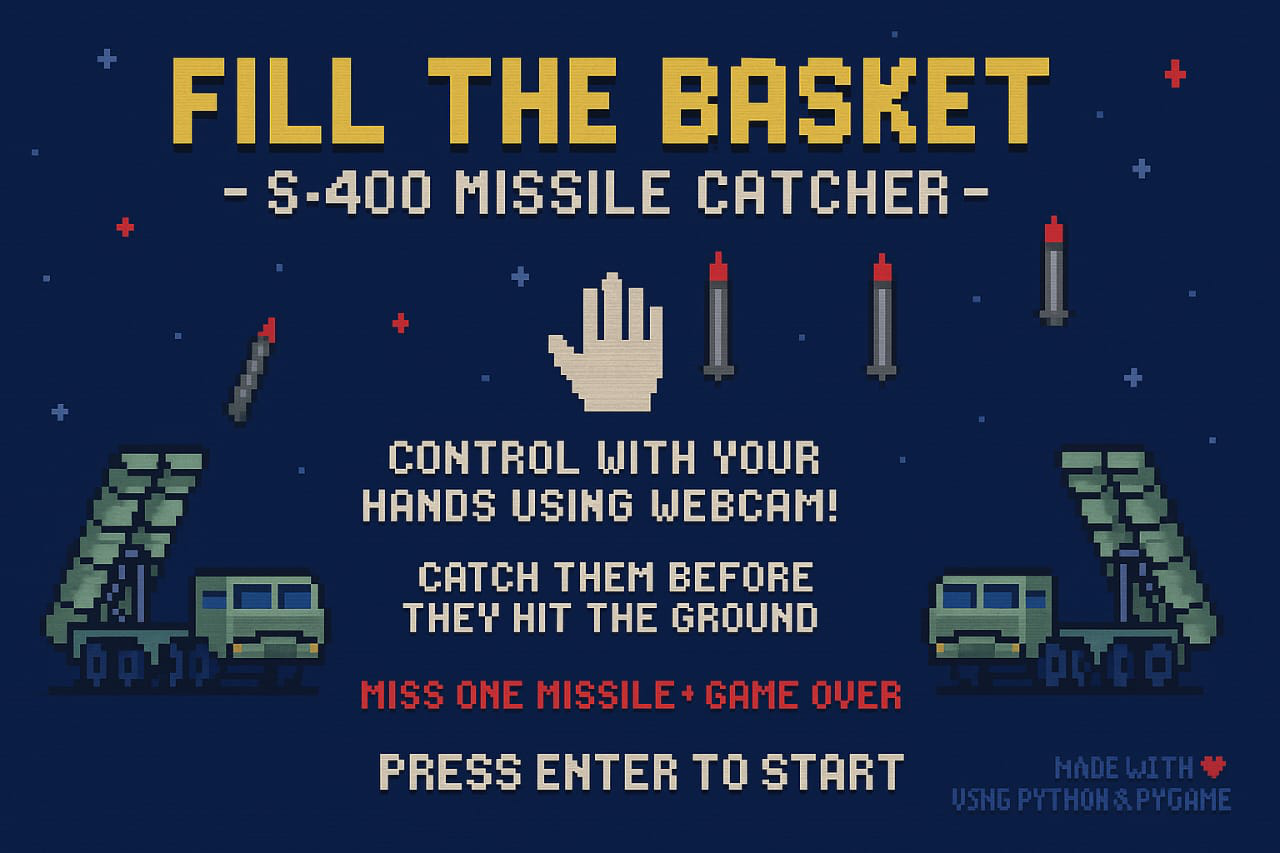 FILL THE BASKET
- S-400 MISSILE CATCHER -
CONTROL WITH YOUR
HANDS USING WEBCAM!
CATCH THEM BEFORE
THEY HIT THE GROUND
MISS ONE MISSILE+ GAME OVER
PRESS ENTER TO START
MADE WITH ❤
USNG PYTHON & PYGAME